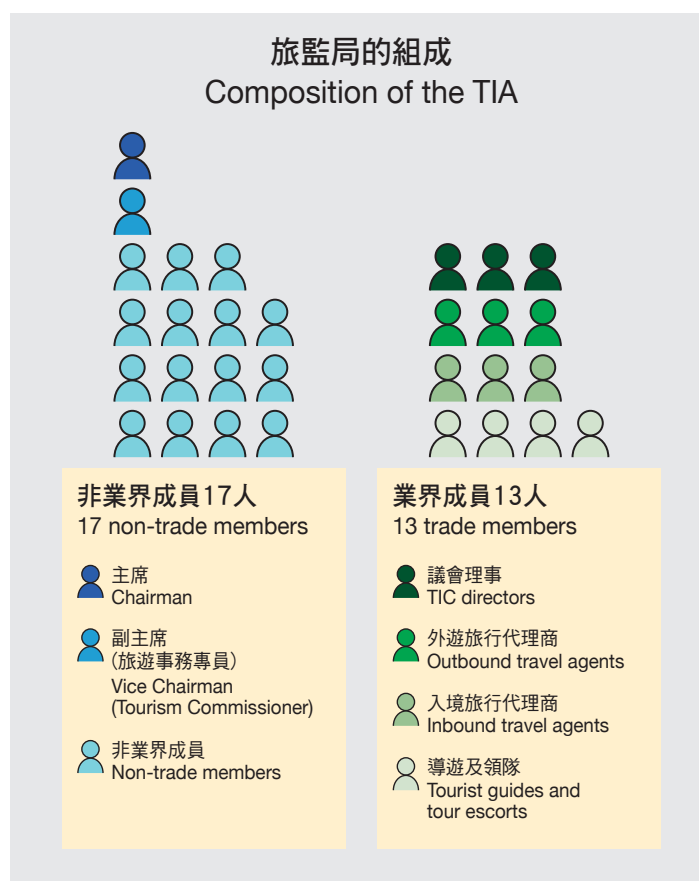 旅監局的組成
Composition of the TIA
非業界成員17人
17 non-trade members
主席
Chairman
副主席
(旅遊事務專員)
Vice Chairman
(Tourism Commissioner)
非業界成員
Non-trade members
業界成員13人
13 trade members
議會理事
TIC directors
外遊旅行代理商
Outbound travel agents
入境旅行代理商
Inbound travel agents
導遊及領隊
Tourist guides and
tour escorts